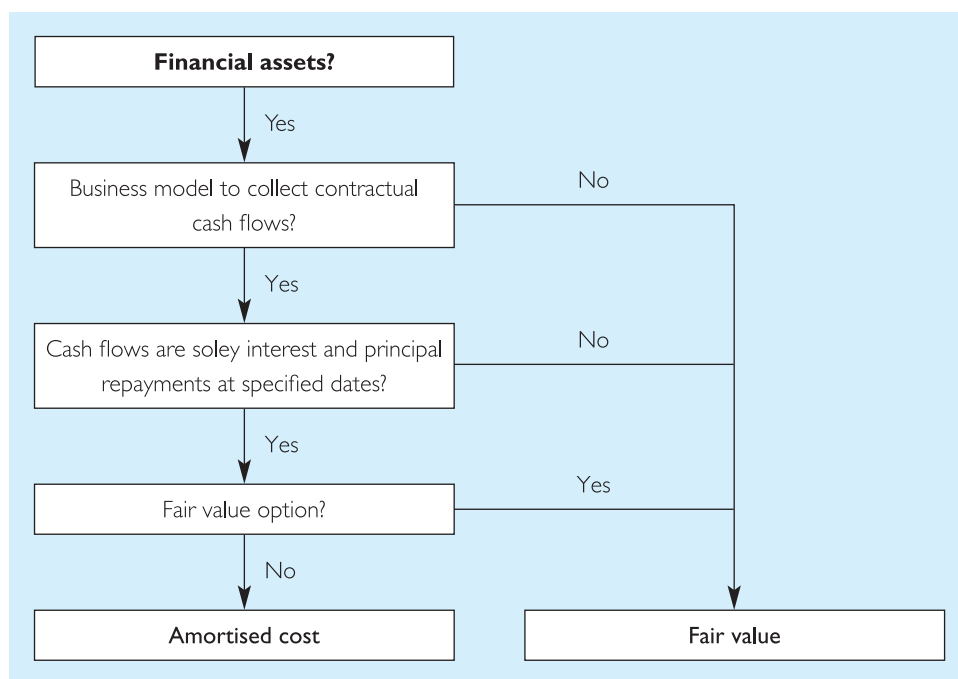 Financial assets?
Yes
Business model to collect contractual
cash flows?
No
Yes
Cash flows are soley interest and principal
repayments at specified dates?
No
Yes
Fair value option?
Yes
No
Amortised cost
Fair value